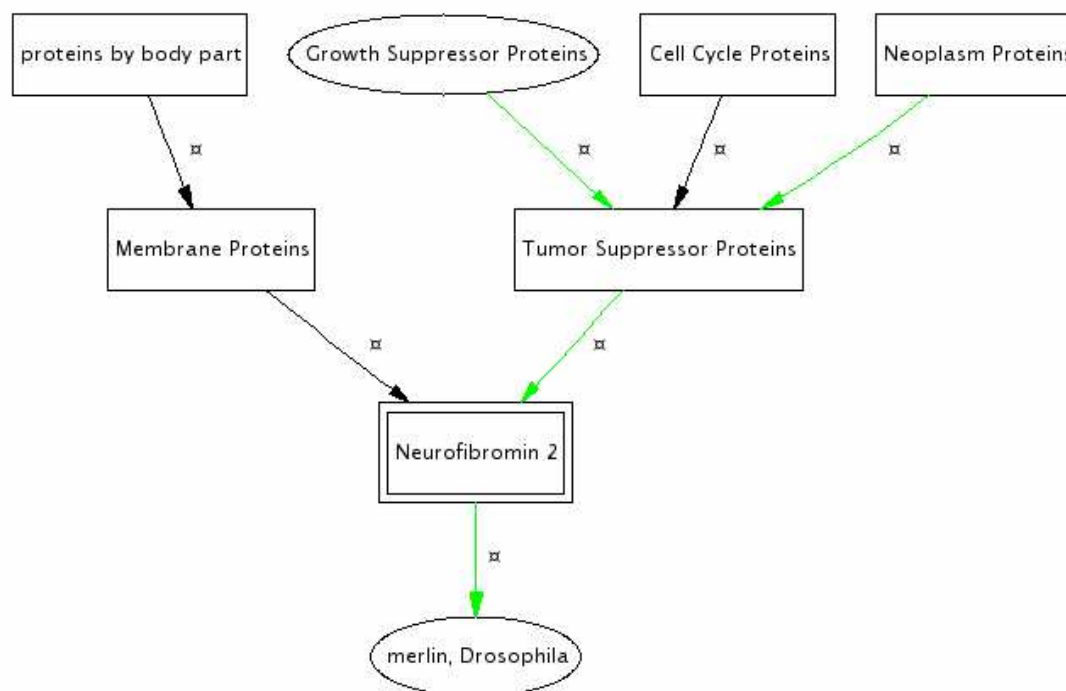 proteins by body part
Growth Suppressor Proteins
Cell Cycle Proteins
Neoplasm Proteins
¤
¤
¤
¤
Membrane Proteins
Tumor Suppressor Proteins
¤
¤
Neurofibromin 2
¤
merlin, Drosophila